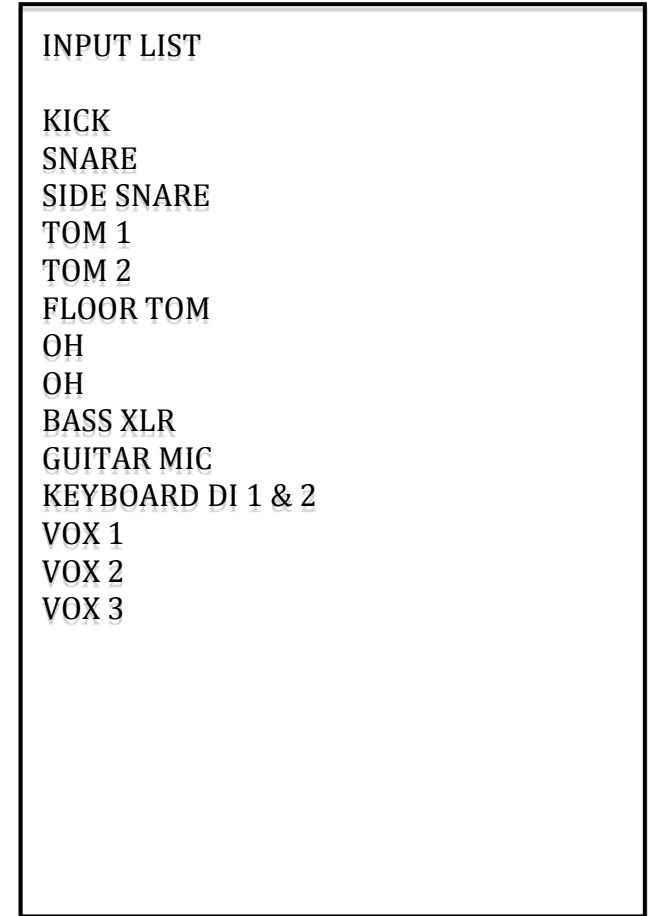 INPUT LIST
KICK
SNARE
SIDE SNARE
TOM 1
TOM 2
FLOOR TOM
OH
OH
BASS XLR
GUITAR MIC
KEYBOARD DI 1 & 2
VOX 1
VOX 2
VOX 3